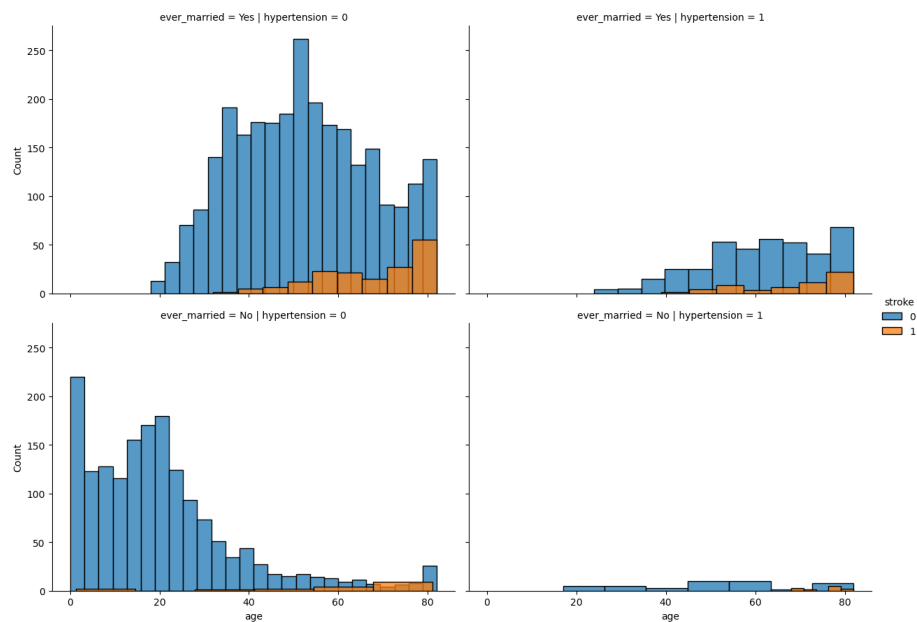 ever_married = Yes | hypertension = 0
ever_married = Yes | hypertension = 1
250
200
150
100
50
0
Count
ever_married = No | hypertension = 0
ever_married = No | hypertension = 1
stroke
0
1
250
200
150
100
50
0
Count
0 20 40 60 80
0 20 40 60 80
age
age